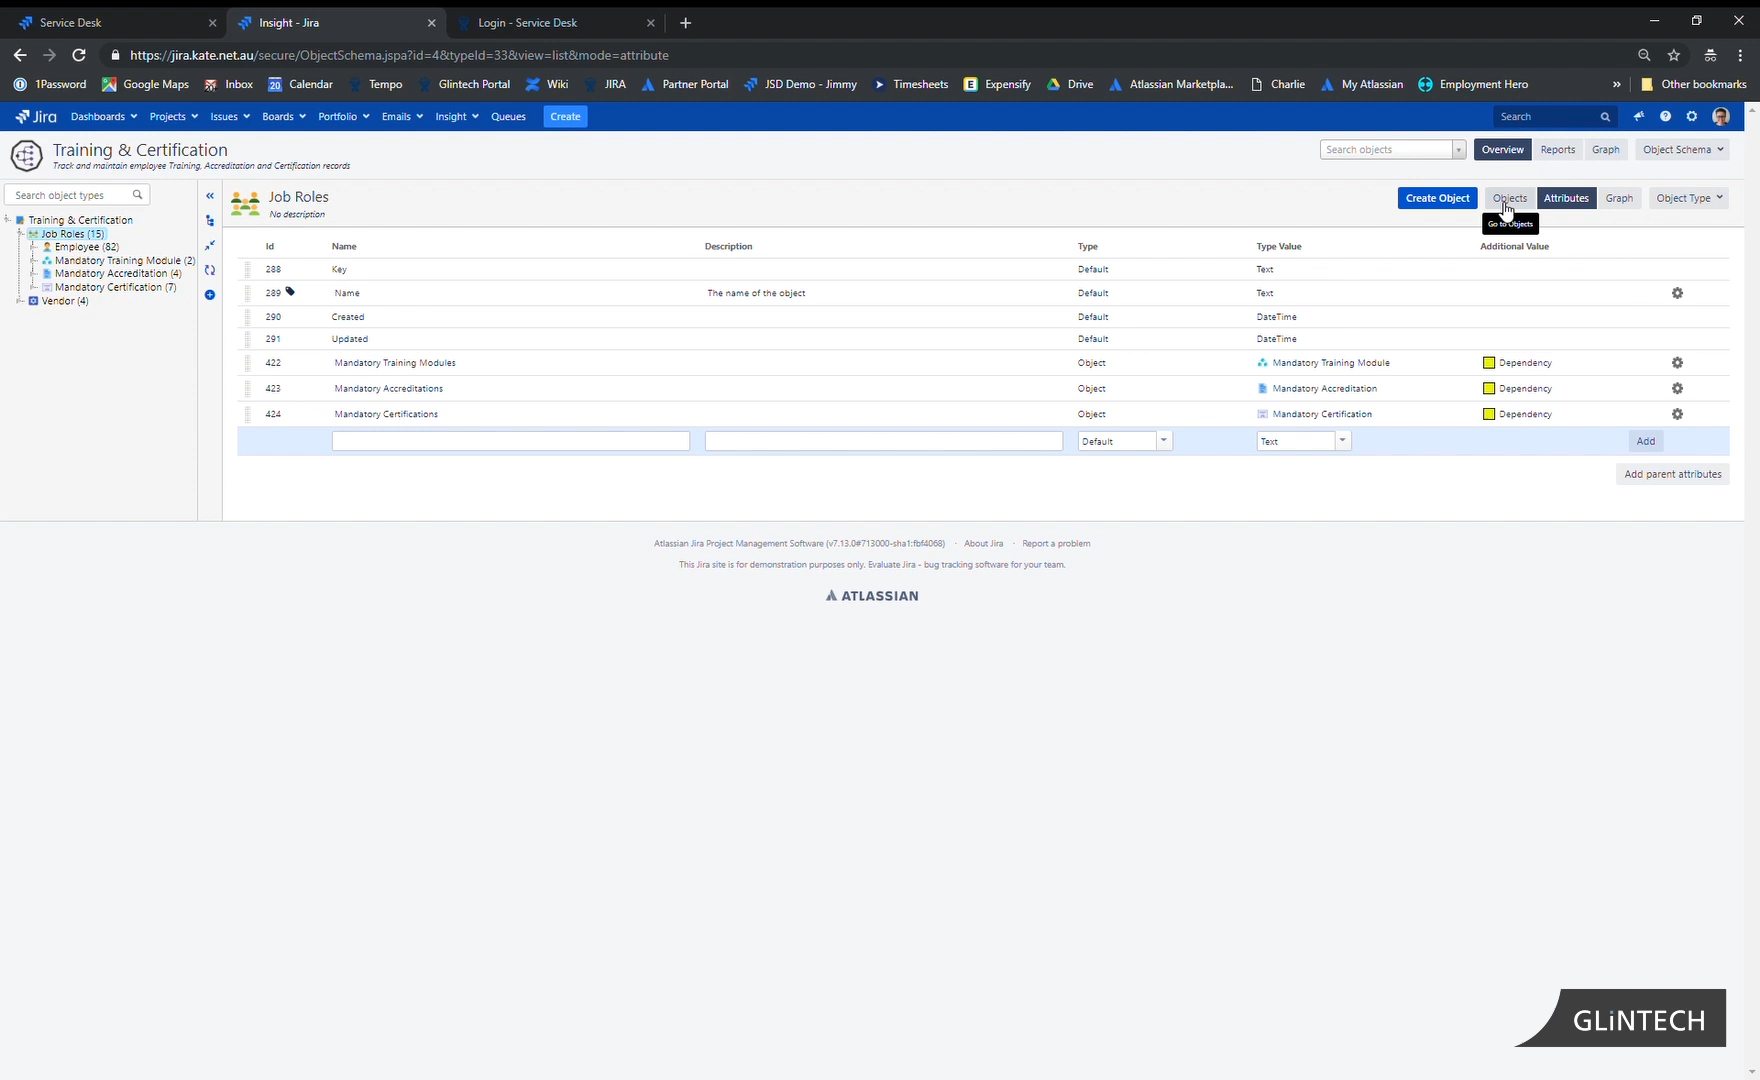 Service Desk
Insight - Jira
Login - Service Desk
https://jira.kate.net.au/secure/ObjectSchema.jspa?id=4&typeId=33&view=list&mode=attribute
1Password Google Maps Inbox 20 Calendar Tempo Glintech Portal Wiki JIRA Partner Portal JSD Demo - Jimmy Timesheets E Expensify Drive Atlassian Marketpla... Charlie My Atlassian Employment Hero » Other bookmarks
Jira Dashboards Projects Issues Boards Portfolio Emails Insight Queues Create Search
Training & Certification
Track and maintain employee Training, Accreditation and Certification records
Search objects Overview Reports Graph Object Schema
Search object types
Training & Certification
Job Roles (15)
Employee (82)
Mandatory Training Module (2)
Mandatory Accreditation (4)
Mandatory Certification (7)
Vendor (4)
Job Roles
No description
Create Object Objects Attributes Graph Object Type
Go to Objects
Id Name Description Type Type Value Additional Value
288 Key Default Text
289 Name The name of the object Default Text
290 Created Default DateTime
291 Updated Default DateTime
422 Mandatory Training Modules Object Mandatory Training Module Dependency
423 Mandatory Accreditations Object Mandatory Accreditation Dependency
424 Mandatory Certifications Object Mandatory Certification Dependency
Default Text Add
Add parent attributes
Atlassian Jira Project Management Software (v7.13.0#713000-sha1:fbf4068) · About Jira · Report a problem
This Jira site is for demonstration purposes only. Evaluate Jira - bug tracking software for your team.
ATLASSIAN
GLiNTECH